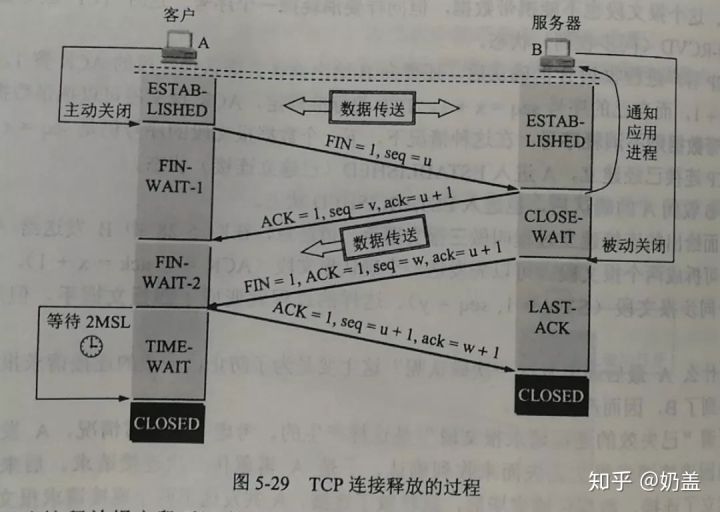 客户
服务器
A
B
ESTAB-
LISHED
数据传送
主动关闭
FIN = 1, seq = u
ESTAB-
LISHED
通知
应用
进程
FIN-
WAIT-1
ACK = 1, seq = v, ack= u + 1
CLOSE-
WAIT
数据传送
被动关闭
FIN-
WAIT-2
FIN = 1, ACK = 1, seq = w, ack= u + 1
等待 2MSL
ACK = 1, seq = u + 1, ack = w + 1
LAST-
ACK
TIME-
WAIT
CLOSED
CLOSED
图 5-29 TCP 连接释放的过程
知乎 @奶盖